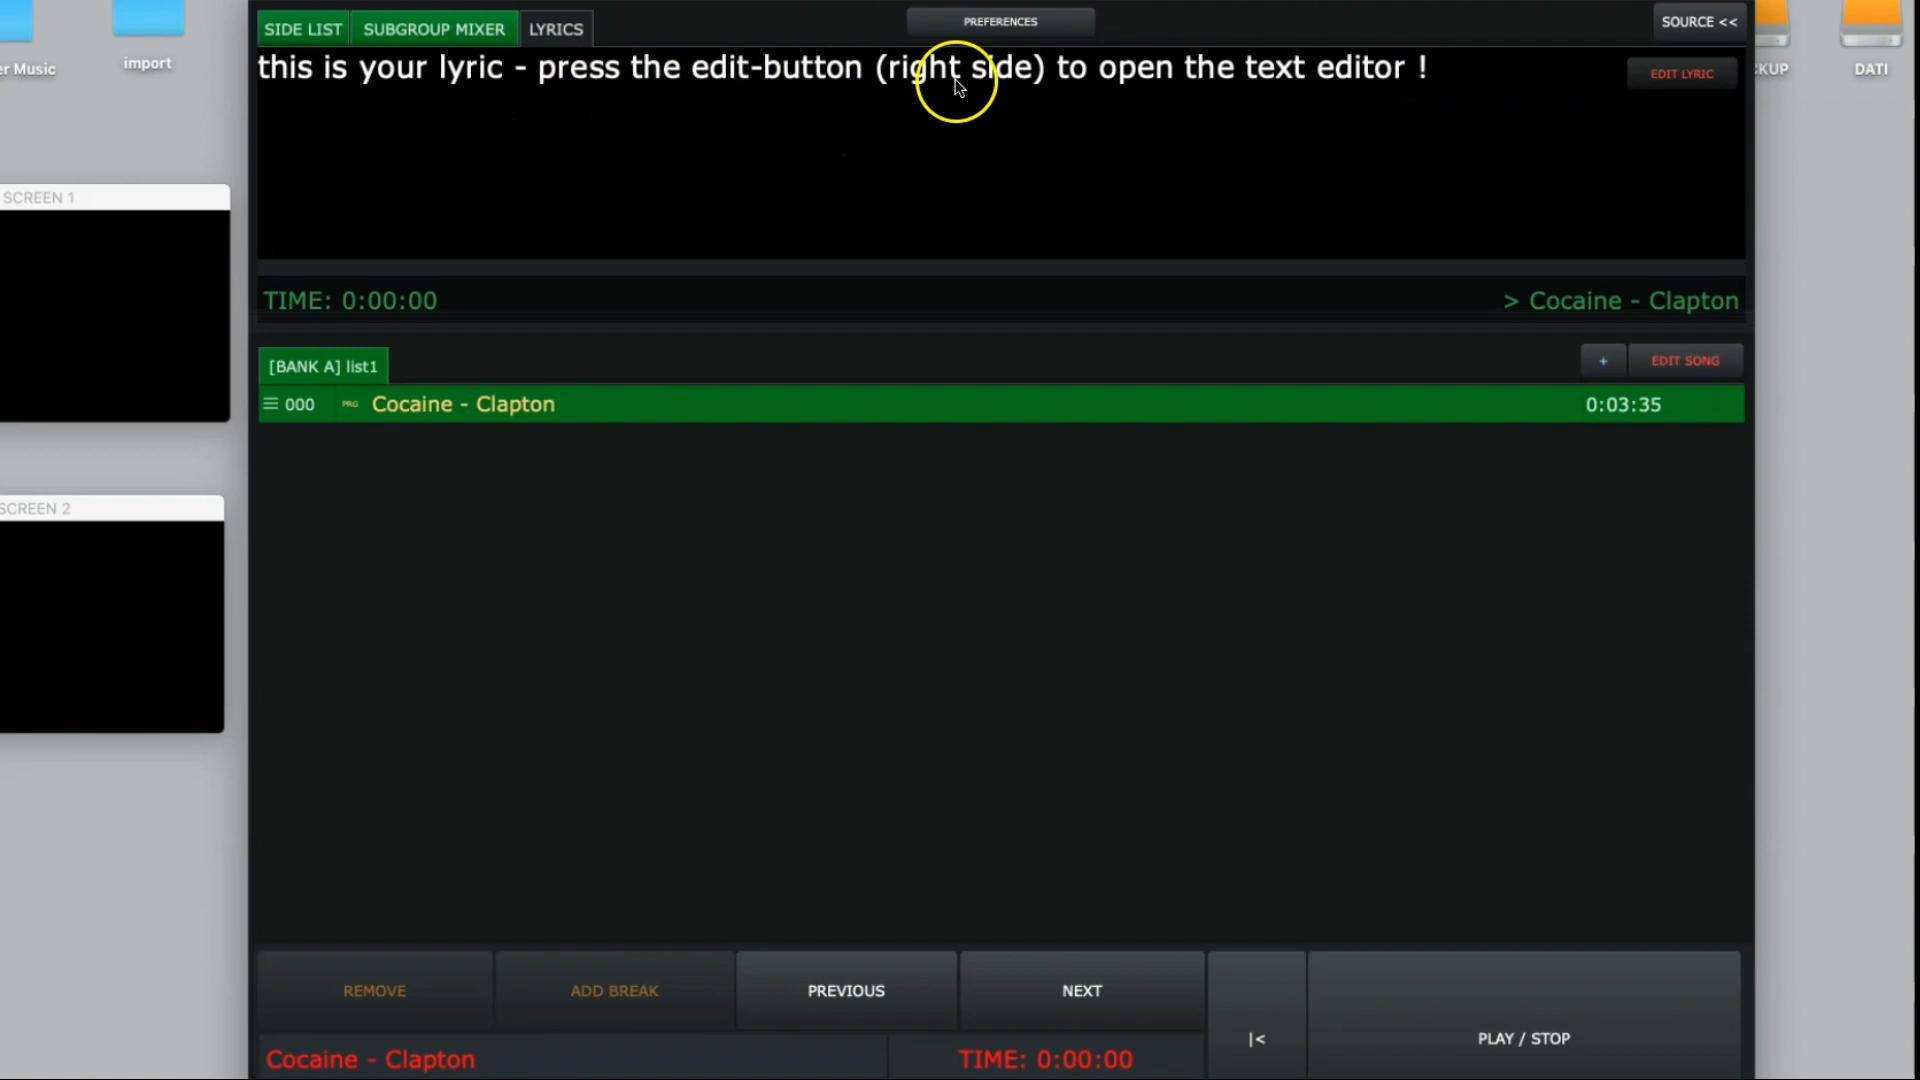 SIDE LIST
SUBGROUP MIXER
LYRICS
PREFERENCES
SOURCE <<
er Music
import
KUP
DATI
this is your lyric - press the edit-button (right side) to open the text editor !
EDIT LYRIC
SCREEN 1
TIME: 0:00:00
> Cocaine - Clapton
[BANK A] list1
+
EDIT SONG
000
PRG
Cocaine - Clapton
0:03:35
SCREEN 2
REMOVE
ADD BREAK
PREVIOUS
NEXT
|<
PLAY / STOP
Cocaine - Clapton
TIME: 0:00:00